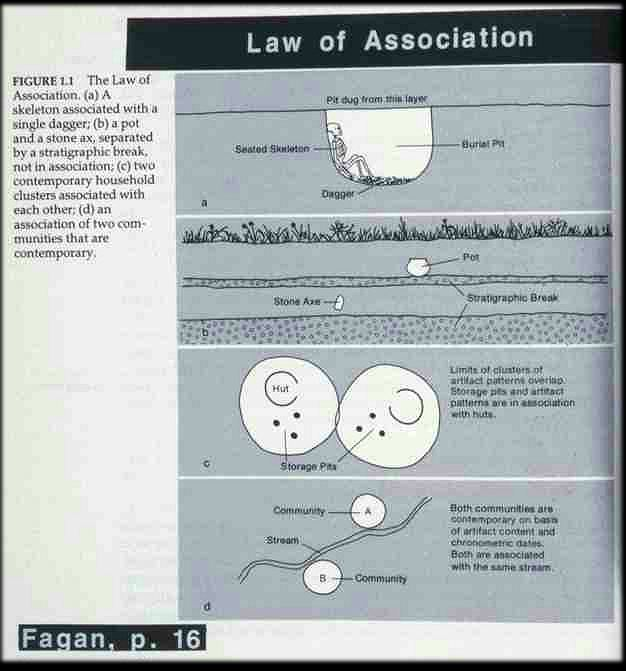 Law of Association
FIGURE 1.1 The Law of
Association. (a) A
skeleton associated with a
single dagger; (b) a pot
and a stone ax, separated
by a stratigraphic break,
not in association; (c) two
contemporary household
clusters associated with
each other; (d) an
association of two com-
munities that are
contemporary.
Pit dug from this layer
Seated Skeleton
Burial Pit
Dagger
a
Pot
Stone Axe
Stratigraphic Break
b
Hut
Limits of clusters of
artifact patterns overlap.
Storage pits and artifact
patterns are in association
with huts.
Storage Pits
c
Community
A
Both communities are
contemporary on basis
of artifact content and
chronometric dates.
Both are associated
with the same stream.
Stream
B
Community
d
Fagan, p. 16